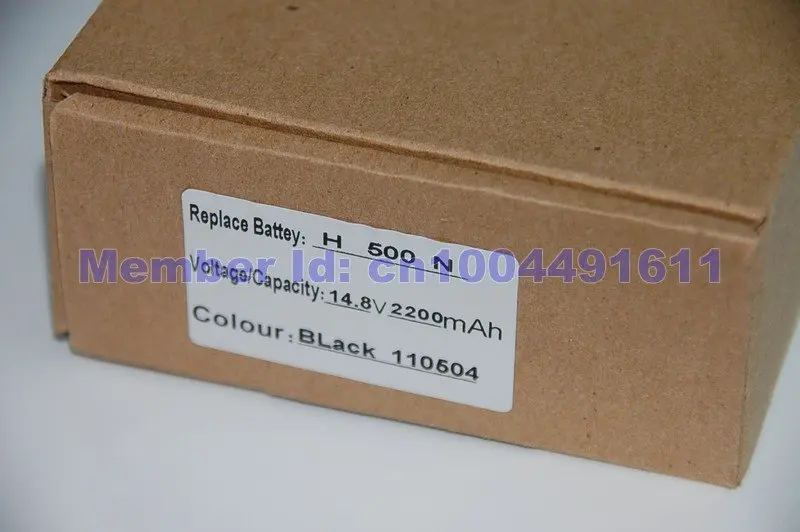 Replace Battey: H 500 N
Member Id: cn1004491611
Voltage/Capacity: 14.8V 2200mAh
Colour: BLack 110504